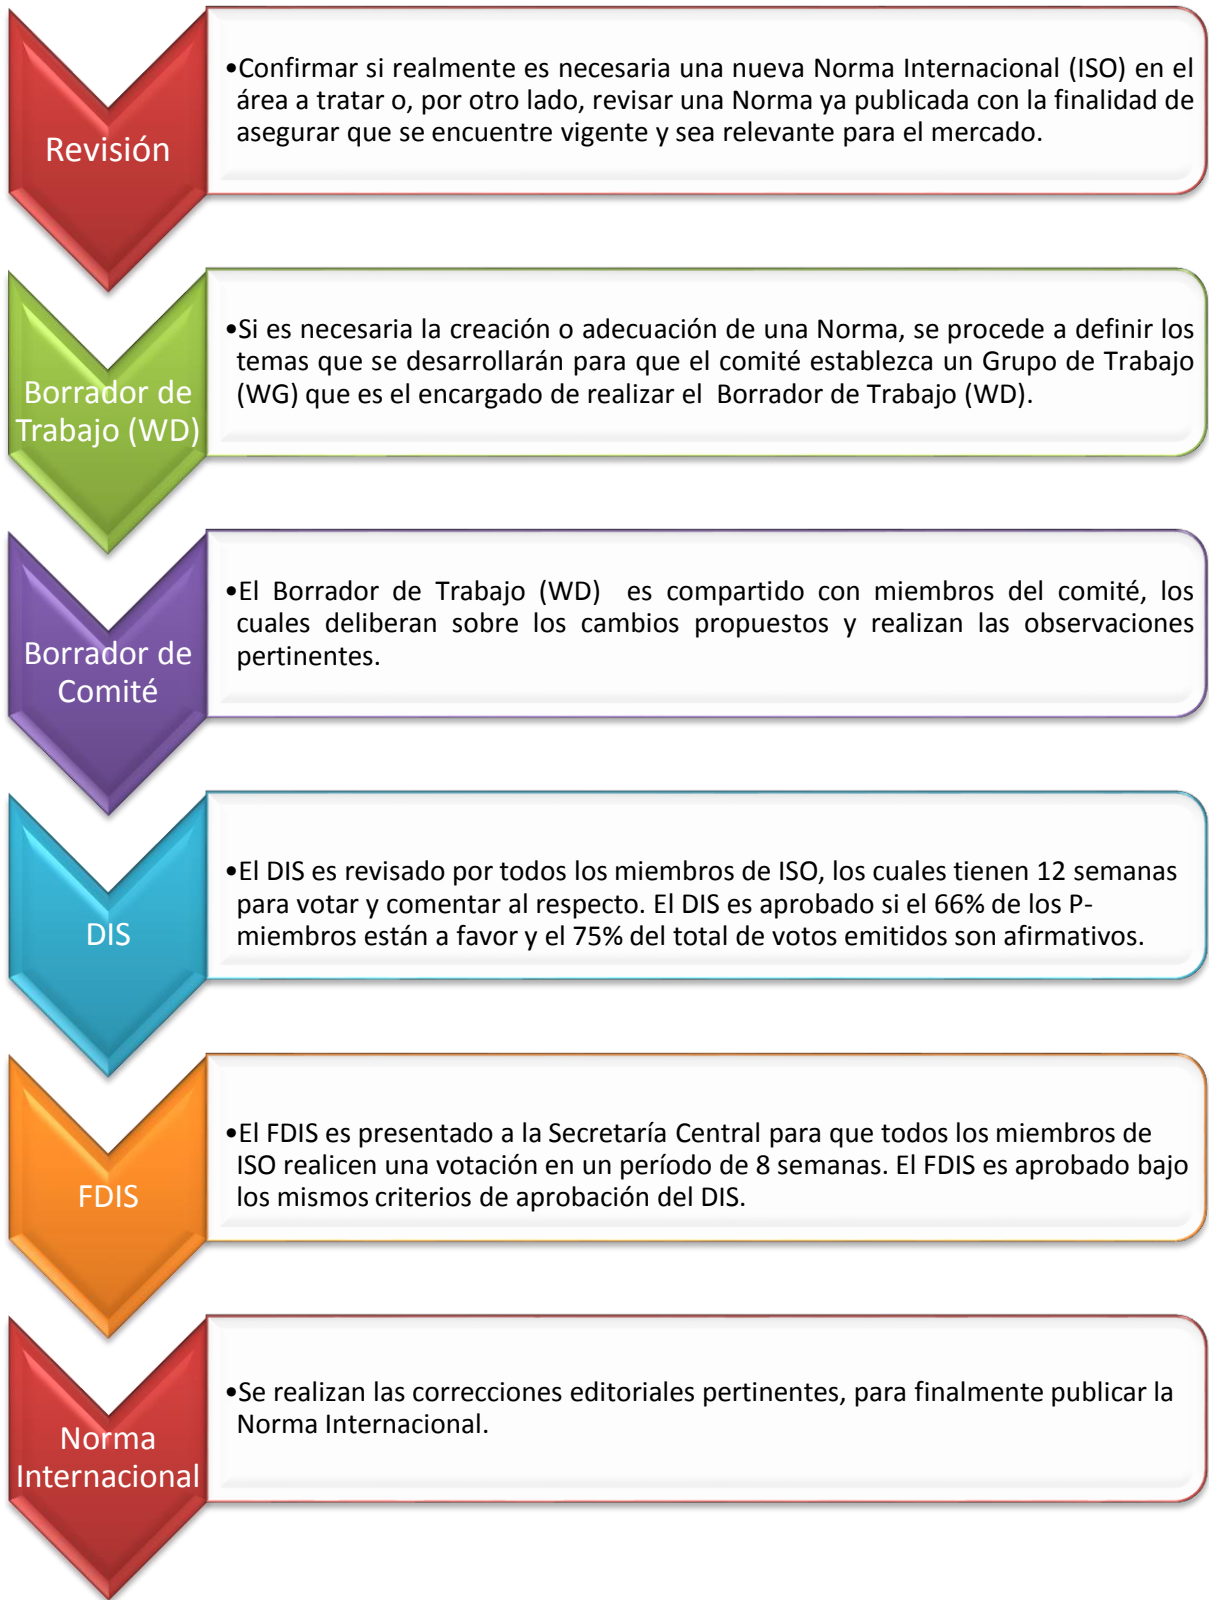 Revisión
•Confirmar si realmente es necesaria una nueva Norma Internacional (ISO) en el
área a tratar o, por otro lado, revisar una Norma ya publicada con la finalidad de
asegurar que se encuentre vigente y sea relevante para el mercado.
Borrador de
Trabajo (WD)
•Si es necesaria la creación o adecuación de una Norma, se procede a definir los
temas que se desarrollarán para que el comité establezca un Grupo de Trabajo
(WG) que es el encargado de realizar el Borrador de Trabajo (WD).
Borrador de
Comité
•El Borrador de Trabajo (WD) es compartido con miembros del comité, los
cuales deliberan sobre los cambios propuestos y realizan las observaciones
pertinentes.
DIS
•El DIS es revisado por todos los miembros de ISO, los cuales tienen 12 semanas
para votar y comentar al respecto. El DIS es aprobado si el 66% de los P-
miembros están a favor y el 75% del total de votos emitidos son afirmativos.
FDIS
•El FDIS es presentado a la Secretaría Central para que todos los miembros de
ISO realicen una votación en un período de 8 semanas. El FDIS es aprobado bajo
los mismos criterios de aprobación del DIS.
Norma
Internacional
•Se realizan las correcciones editoriales pertinentes, para finalmente publicar la
Norma Internacional.